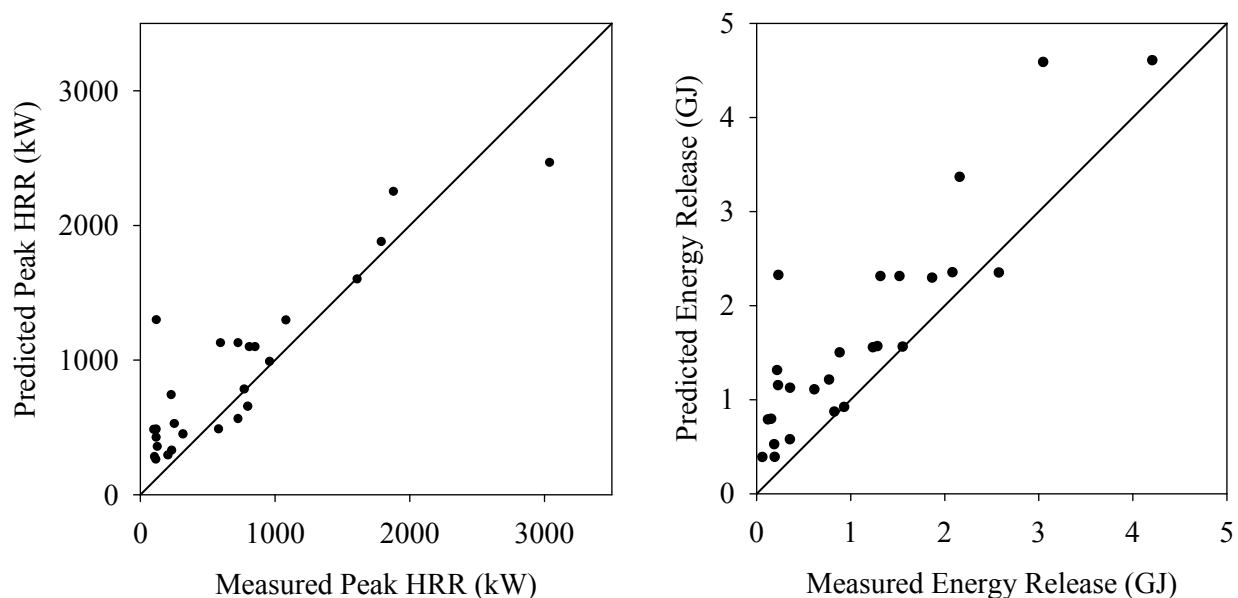 Predicted Peak HRR (kW)
3000
2000
1000
0
0 1000 2000 3000
Measured Peak HRR (kW)
Predicted Energy Release (GJ)
5
4
3
2
1
0
0 1 2 3 4 5
Measured Energy Release (GJ)